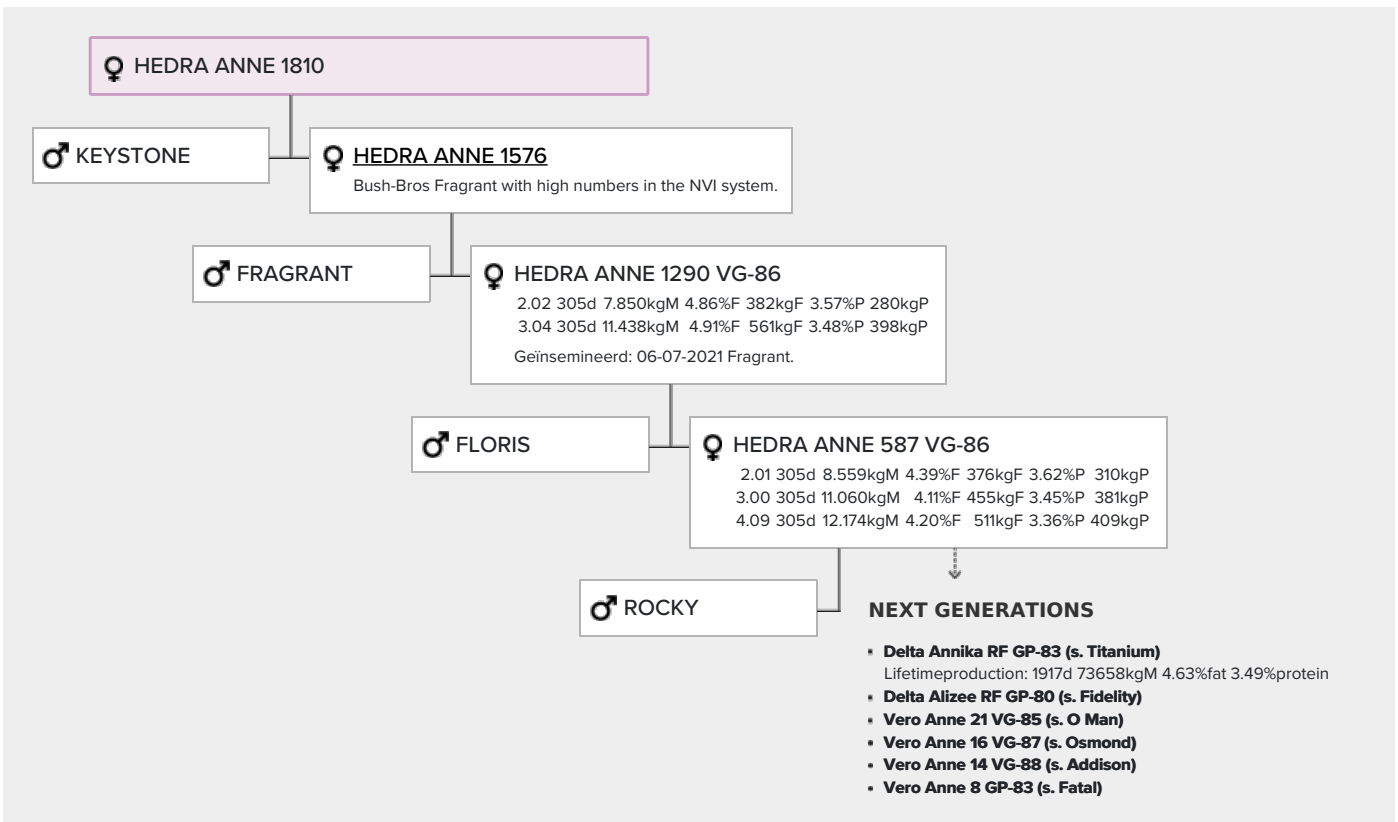 HEDRA ANNE 1810
KEYSTONE
HEDRA ANNE 1576
Bush-Bros Fragrant with high numbers in the NVI system.
FRAGRANT
HEDRA ANNE 1290 VG-86
2.02 305d 7.850kgM 4.86%F 382kgF 3.57%P 280kgP
3.04 305d 11.438kgM 4.91%F 561kgF 3.48%P 398kgP
Geïnsemineerd: 06-07-2021 Fragrant.
FLORIS
HEDRA ANNE 587 VG-86
2.01 305d 8.559kgM 4.39%F 376kgF 3.62%P 310kgP
3.00 305d 11.060kgM 4.11%F 455kgF 3.45%P 381kgP
4.09 305d 12.174kgM 4.20%F 511kgF 3.36%P 409kgP
ROCKY
NEXT GENERATIONS
Delta Annika RF GP-83 (s. Titanium)
Lifetimeproduction: 1917d 73658kgM 4.63%fat 3.49%protein
Delta Alizee RF GP-80 (s. Fidelity)
Vero Anne 21 VG-85 (s. O Man)
Vero Anne 16 VG-87 (s. Osmond)
Vero Anne 14 VG-88 (s. Addison)
Vero Anne 8 GP-83 (s. Fatal)